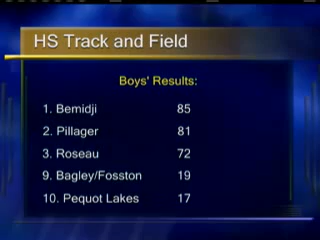 HS Track and Field
Boys' Results:
1. Bemidji 85
2. Pillager 81
3. Roseau 72
9. Bagley/Fosston 19
10. Pequot Lakes 17